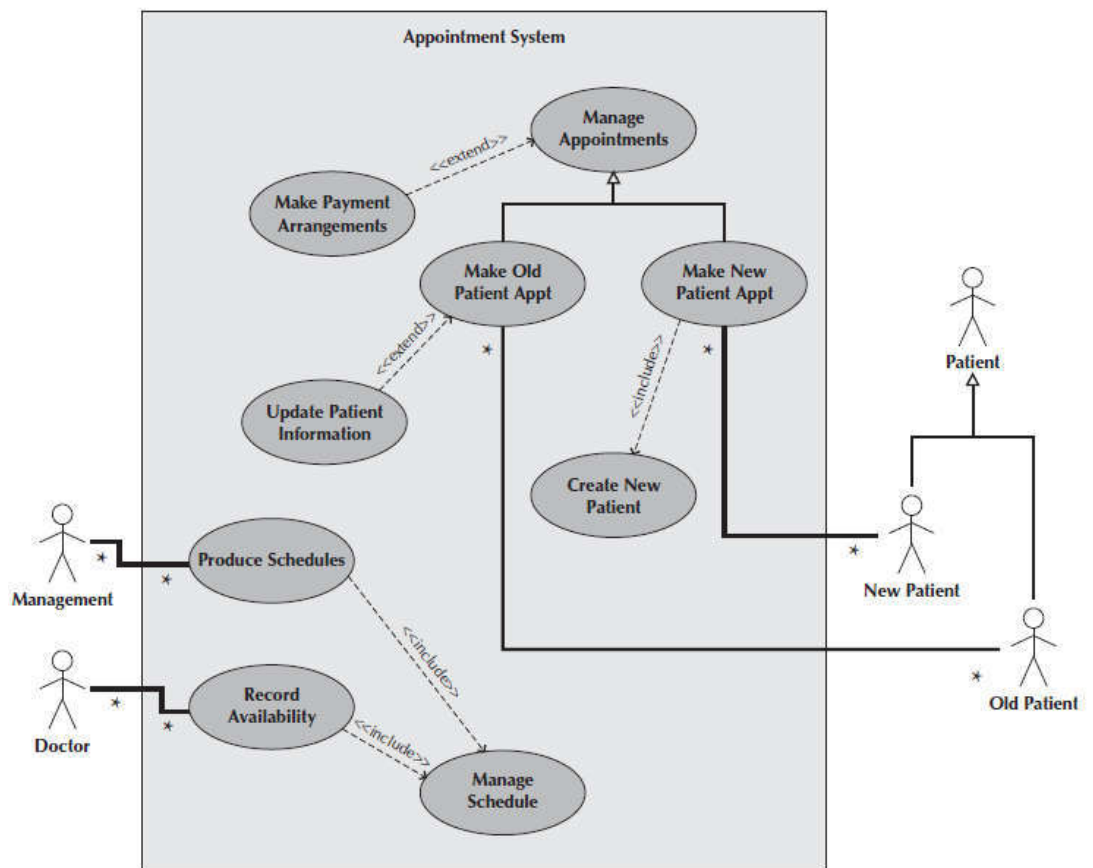 Appointment System
Manage
Appointments
<<extend>>
Make Payment
Arrangements
Make Old
Patient Appt
Make New
Patient Appt
Patient
<<extend>>
*
<<include>>
*
Update Patient
Information
Create New
Patient
Management
*
*
Produce Schedules
*
New Patient
<<include>>
Doctor
*
*
Record
Availability
<<include>>
*
Old Patient
Manage
Schedule